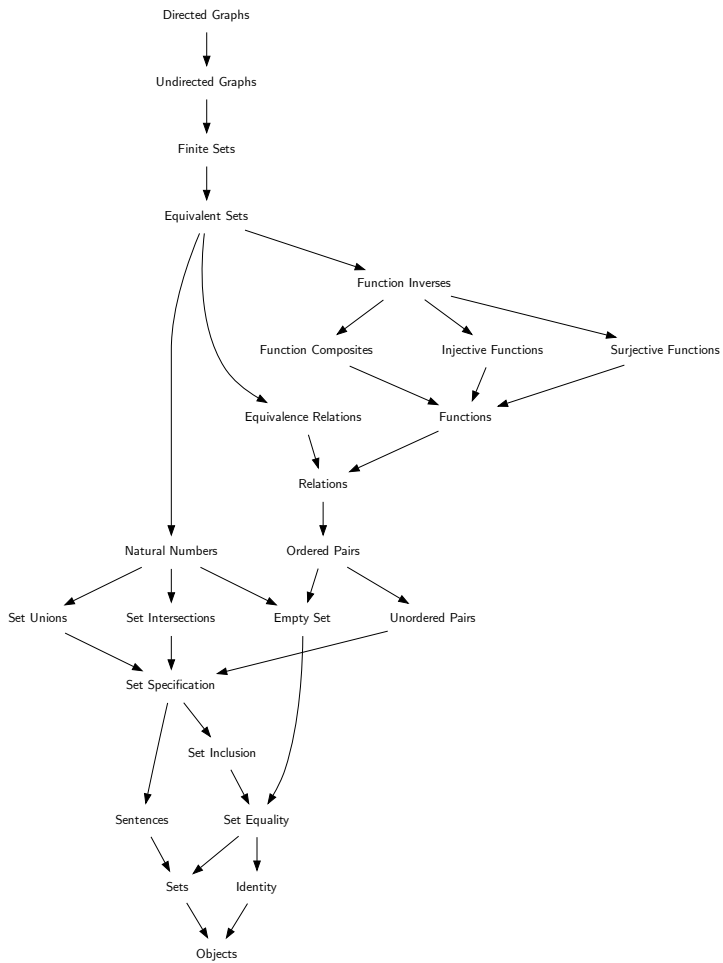 Directed Graphs
Undirected Graphs
Finite Sets
Equivalent Sets
Function Inverses
Function Composites
Injective Functions
Surjective Functions
Equivalence Relations
Functions
Relations
Natural Numbers
Ordered Pairs
Set Unions
Set Intersections
Empty Set
Unordered Pairs
Set Specification
Set Inclusion
Sentences
Set Equality
Sets
Identity
Objects